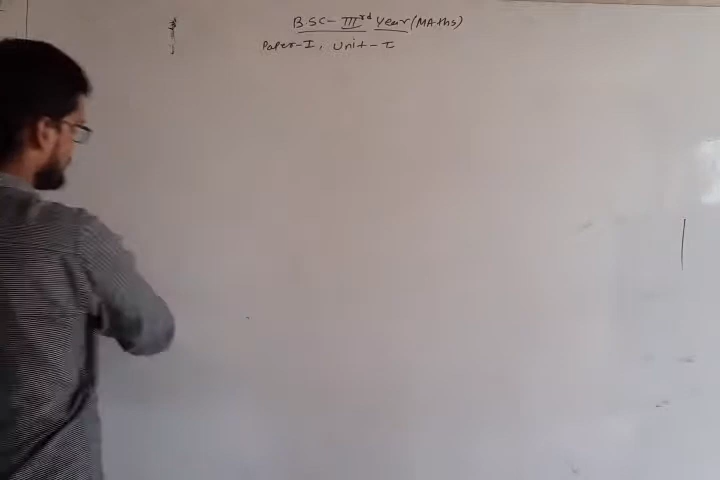 B.SC- IIIrd Year (MAths)
Paper-I, Unit-I